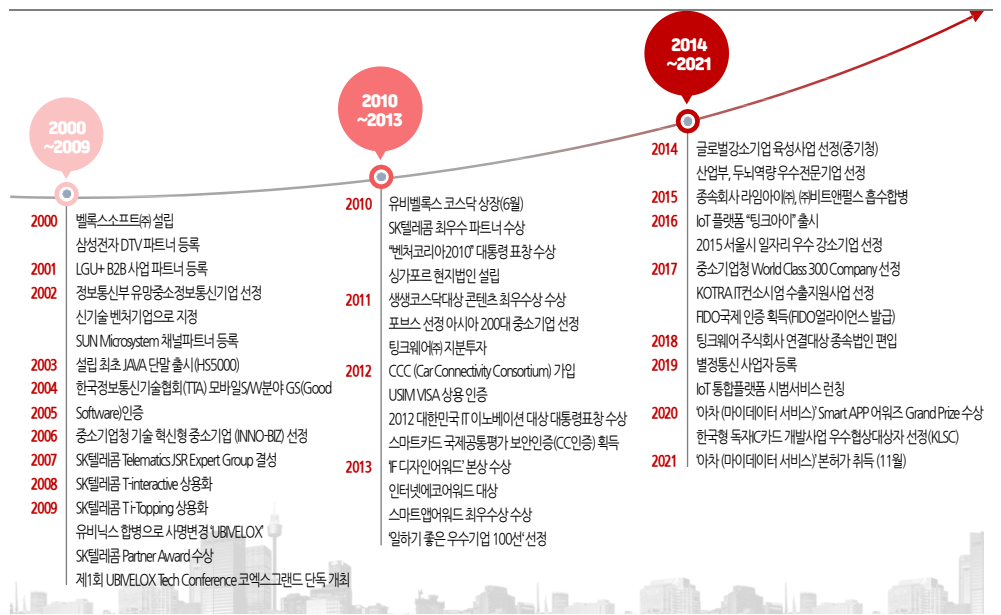 2000
~2009
2000 벨록스소프트㈜ 설립
삼성전자 DTV 파트너 등록
2001 LGU+ B2B 사업 파트너 등록
2002 정보통신부 유망중소정보통신기업 선정
신기술 벤처기업으로 지정
SUN Microsystem 채널파트너 등록
2003 설립 최초 JAVA 단말 출시(HS5000)
2004 한국정보통신기술협회(TTA) 모바일S/W분야 GS(Good
2005 Software)인증
2006 중소기업청 기술 혁신형 중소기업 (INNO-BIZ) 선정
2007 SK텔레콤 Telematics JSR Expert Group 결성
2008 SK텔레콤 T-interactive 상용화
2009 SK텔레콤 T i-Topping 상용화
유비닉스 합병으로 사명변경 'UBIVELOX'
SK텔레콤 Partner Award 수상
제1회 UBIVELOX Tech Conference 코엑스그랜드 단독 개최
2010
~2013
2010 유비벨록스 코스닥 상장(6월)
SK텔레콤 최우수 파트너 수상
"벤처코리아2010" 대통령 표창 수상
싱가포르 현지법인 설립
2011 생생코스닥대상 콘텐츠 최우수상 수상
포브스 선정 아시아 200대 중소기업 선정
팅크웨어㈜ 지분투자
2012 CCC (Car Connectivity Consortium) 가입
USIM VISA 상용 인증
2012 대한민국 IT 이노베이션 대상 대통령표창 수상
스마트카드 국제공통평가 보안인증(CC인증) 획득
2013 'IF 디자인어워드' 본상 수상
인터넷에코어워드 대상
스마트앱어워드 최우수상 수상
'일하기 좋은 우수기업 100선' 선정
2014
~2021
2014 글로벌강소기업 육성사업 선정(중기청)
산업부, 두뇌역량 우수전문기업 선정
2015 종속회사 라임아이㈜, ㈜비트앤펄스 흡수합병
2016 IoT 플랫폼 "팅크아이" 출시
2015 서울시 일자리 우수 강소기업 선정
2017 중소기업청 World Class 300 Company 선정
KOTRA IT컨소시엄 수출지원사업 선정
FIDO국제 인증 획득(FIDO얼라이언스 발급)
2018 팅크웨어 주식회사 연결대상 종속법인 편입
2019 별정통신 사업자 등록
IoT 통합플랫폼 시범서비스 런칭
2020 '아차 (마이데이터 서비스)' Smart APP 어워즈 Grand Prize 수상
한국형 독자IC카드 개발사업 우수협상대상자 선정(KLSC)
2021 '아차 (마이데이터 서비스)' 본허가 취득 (11월)